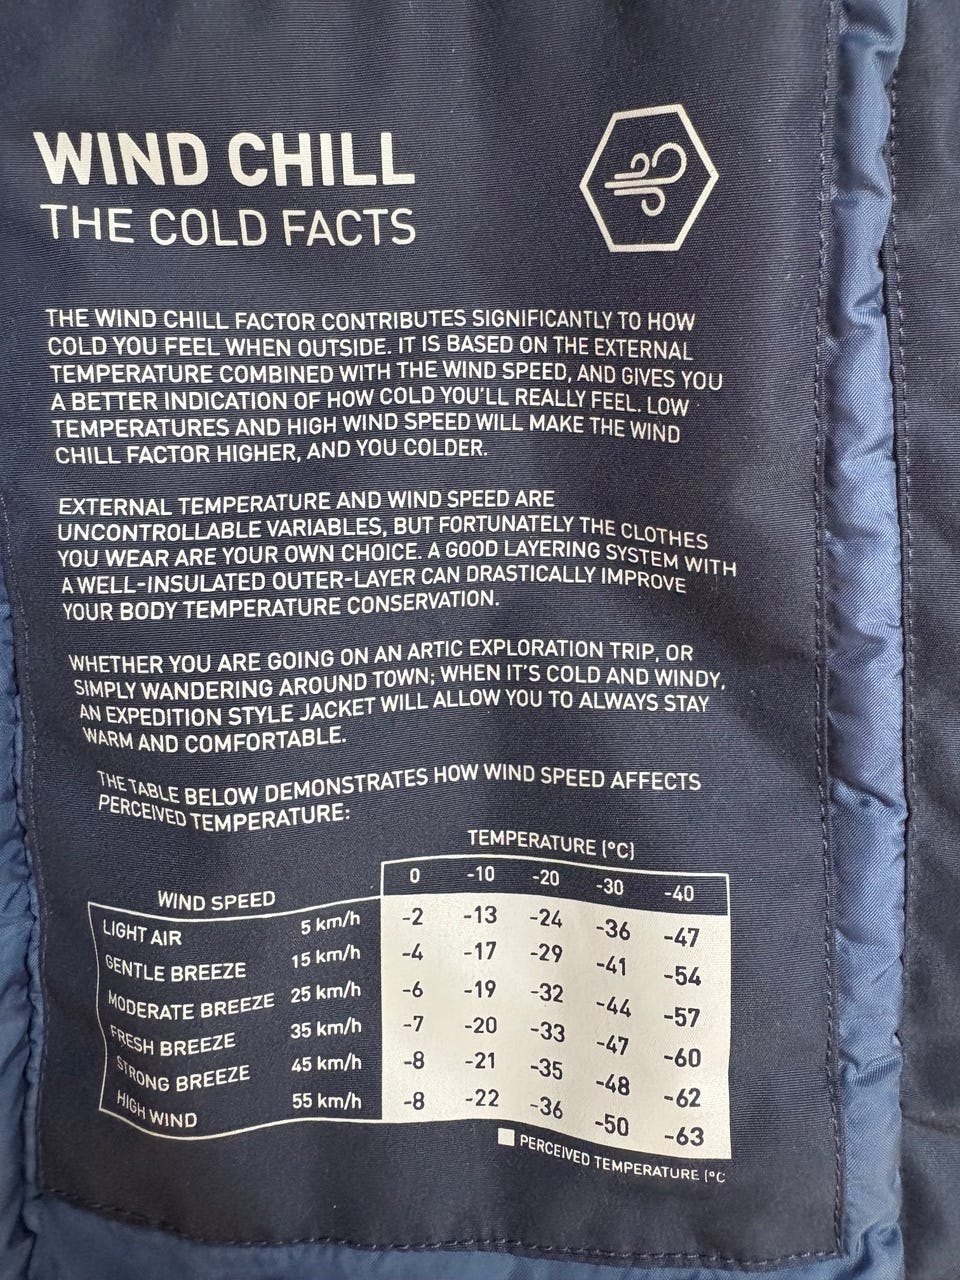 WIND CHILL
THE COLD FACTS
THE WIND CHILL FACTOR CONTRIBUTES SIGNIFICANTLY TO HOW
COLD YOU FEEL WHEN OUTSIDE. IT IS BASED ON THE EXTERNAL
TEMPERATURE COMBINED WITH THE WIND SPEED, AND GIVES YOU
A BETTER INDICATION OF HOW COLD YOU'LL REALLY FEEL. LOW
TEMPERATURES AND HIGH WIND SPEED WILL MAKE THE WIND
CHILL FACTOR HIGHER, AND YOU COLDER.
EXTERNAL TEMPERATURE AND WIND SPEED ARE
UNCONTROLLABLE VARIABLES, BUT FORTUNATELY THE CLOTHES
YOU WEAR ARE YOUR OWN CHOICE. A GOOD LAYERING SYSTEM WITH
A WELL-INSULATED OUTER-LAYER CAN DRASTICALLY IMPROVE
YOUR BODY TEMPERATURE CONSERVATION.
WHETHER YOU ARE GOING ON AN ARTIC EXPLORATION TRIP, OR
SIMPLY WANDERING AROUND TOWN; WHEN IT'S COLD AND WINDY,
AN EXPEDITION STYLE JACKET WILL ALLOW YOU TO ALWAYS STAY
WARM AND COMFORTABLE.
THE TABLE BELOW DEMONSTRATES HOW WIND SPEED AFFECTS
PERCEIVED TEMPERATURE:
TEMPERATURE (°C)
WIND SPEED 0 -10 -20 -30 -40
LIGHT AIR 5 km/h -2 -13 -24 -36 -47
GENTLE BREEZE 15 km/h -4 -17 -29 -41 -54
MODERATE BREEZE 25 km/h -6 -19 -32 -44 -57
FRESH BREEZE 35 km/h -7 -20 -33 -47 -60
STRONG BREEZE 45 km/h -8 -21 -35 -48 -62
HIGH WIND 55 km/h -8 -22 -36 -50 -63
PERCEIVED TEMPERATURE (°C